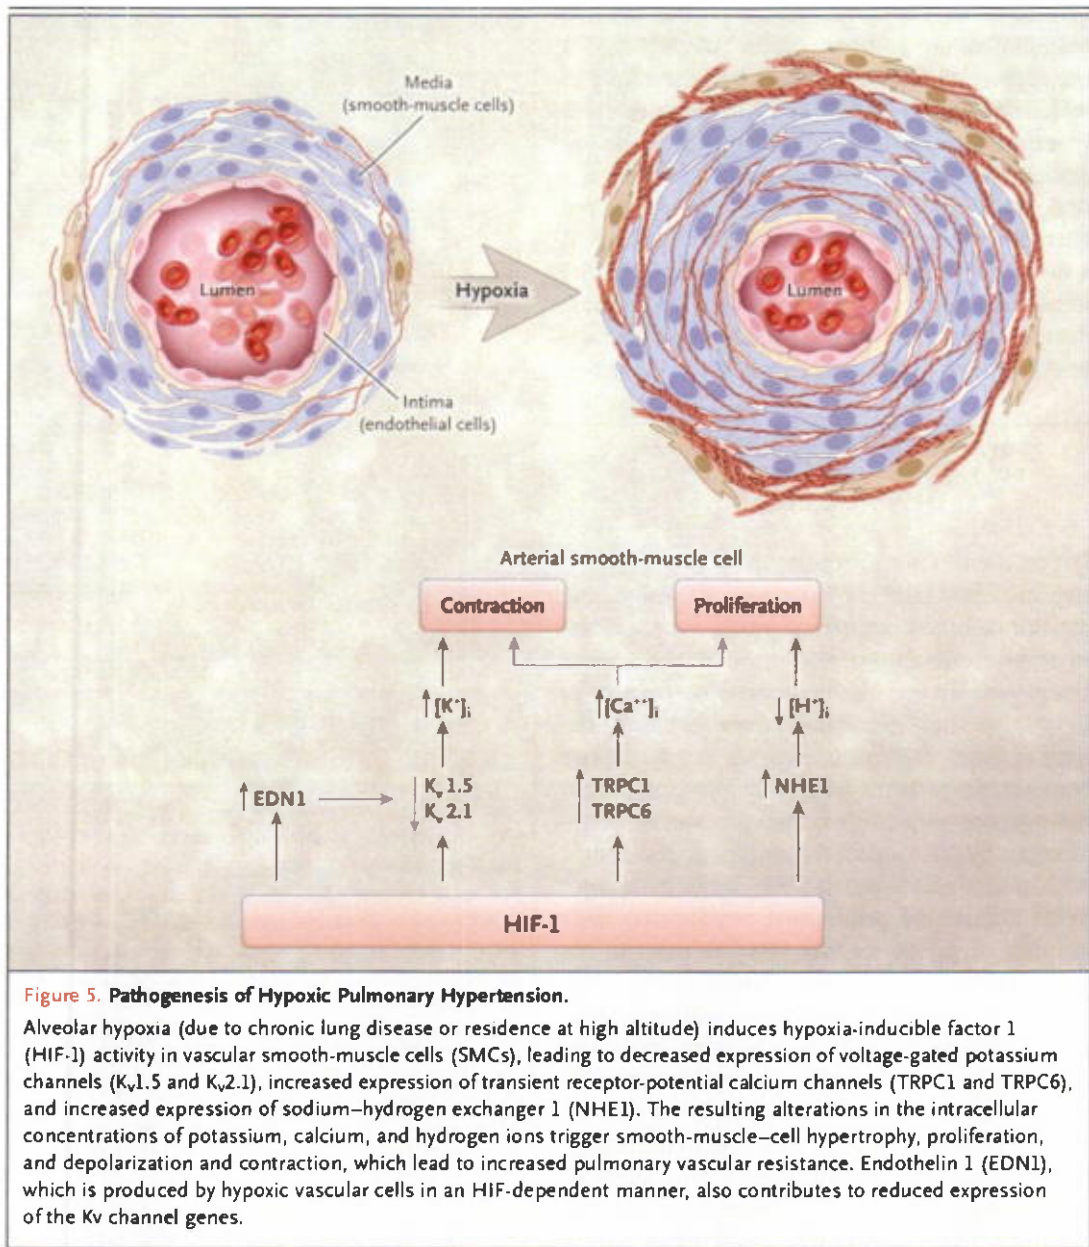 Media
(smooth-muscle cells)
Lumen
Hypoxia
Lumen
Intima
(endothelial cells)
Arterial smooth-muscle cell
Contraction
Proliferation
↑[K⁺]ᵢ
↑[Ca⁺⁺]ᵢ
↓[H⁺]ᵢ
↑EDN1
↓Kᵥ1.5
Kᵥ2.1
↑TRPC1
TRPC6
↑NHE1
HIF-1
Figure 5. Pathogenesis of Hypoxic Pulmonary Hypertension.
Alveolar hypoxia (due to chronic lung disease or residence at high altitude) induces hypoxia-inducible factor 1
(HIF-1) activity in vascular smooth-muscle cells (SMCs), leading to decreased expression of voltage-gated potassium
channels (Kᵥ1.5 and Kᵥ2.1), increased expression of transient receptor-potential calcium channels (TRPC1 and TRPC6),
and increased expression of sodium–hydrogen exchanger 1 (NHE1). The resulting alterations in the intracellular
concentrations of potassium, calcium, and hydrogen ions trigger smooth-muscle–cell hypertrophy, proliferation,
and depolarization and contraction, which lead to increased pulmonary vascular resistance. Endothelin 1 (EDN1),
which is produced by hypoxic vascular cells in an HIF-dependent manner, also contributes to reduced expression
of the Kv channel genes.